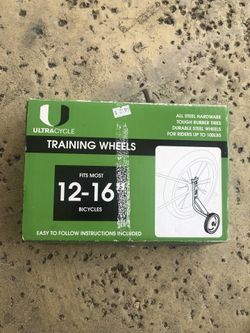 ULTRACYCLE
ALL STEEL HARDWARE
TOUGH RUBBER TIRES
DURABLE STEEL WHEELS
FOR RIDERS UP TO 100LBS
TRAINING WHEELS
FITS MOST
12-16"
BICYCLES
EASY TO FOLLOW INSTRUCTIONS INCLUDED